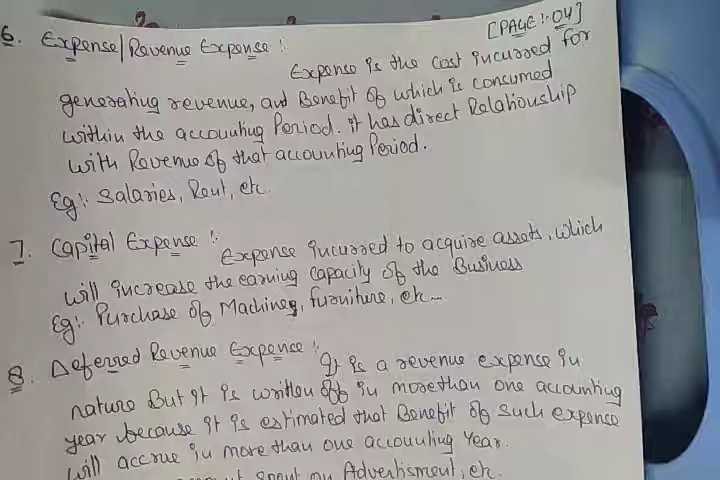 [PAGE :- 04]
6. Expense/Revenue Expense :
Expense is the cost incurred for
generating revenue, and Benefit of which is consumed
within the accounting Period. it has direct Relationship
with Revenue of that accounting Period.
Eg:- Salaries, Rent, etc.
7. Capital Expense :
Expense incurred to acquire assets, which
will increase the earning capacity of the Business
Eg:- Purchase of Machines, furniture, etc..
8. Deferred Revenue Expense :
It is a revenue expense in
nature But it is written off in more than one accounting
year because it is estimated that Benefit of such expense
will accrue in more than one accounting year.
spent on Advertisment, etc.